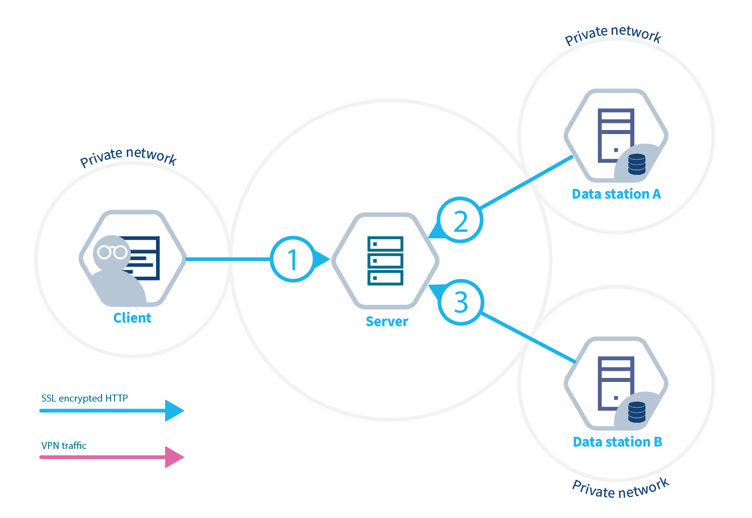 Private network
Data station A
Private network
Client
1
Server
2
3
Data station B
Private network
SSL encrypted HTTP
VPN traffic